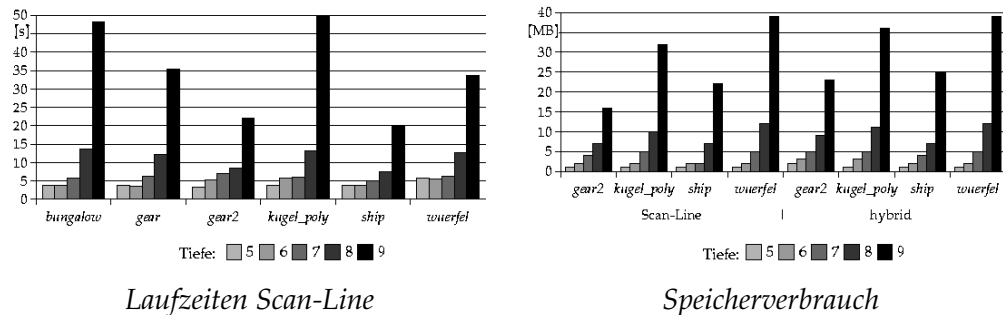 50
[s]
45
40
35
30
25
20
15
10
5
0
bungalow gear gear2 kugel_poly ship wuerfel
Tiefe: 5 6 7 8 9
Laufzeiten Scan-Line
40
[MB]
35
30
25
20
15
10
5
0
gear2 kugel_poly ship wuerfel gear2 kugel_poly ship wuerfel
Scan-Line | hybrid
Tiefe: 5 6 7 8 9
Speicherverbrauch